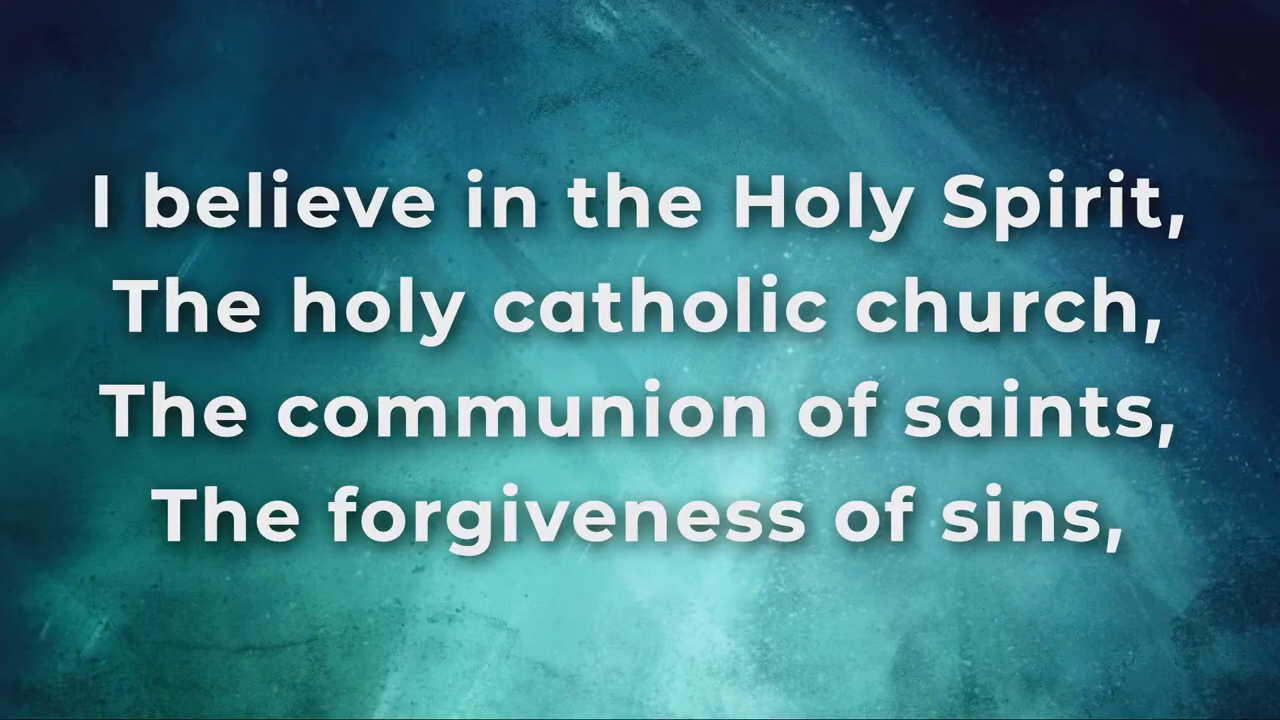 I believe in the Holy Spirit,
The holy catholic church,
The communion of saints,
The forgiveness of sins,